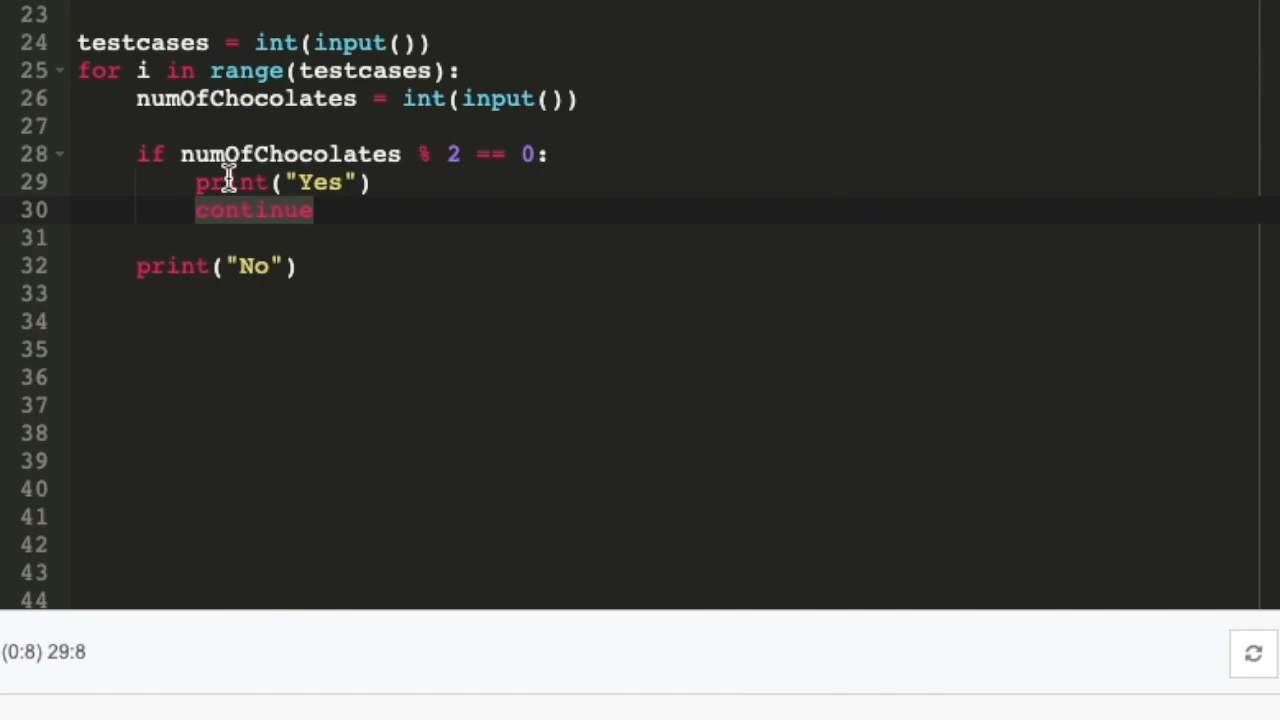 23
24 testcases = int(input())
25 for i in range(testcases):
26 numOfChocolates = int(input())
27
28 if numOfChocolates % 2 == 0:
29 print("Yes")
30 continue
31
32 print("No")
33
34
35
36
37
38
39
40
41
42
43
44
(0:8) 29:8